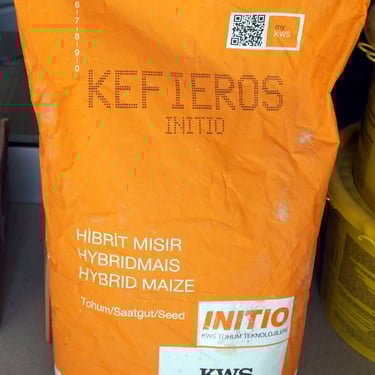 6-7-8-9-0
my
KWS
KEFIEROS
INITIO
HİBRİT MISIR
HYBRIDMAIS
HYBRID MAIZE
Tohum/Saatgut/Seed
INITIO
KWS TOHUM TEKNOLOJİLERİ
KWS